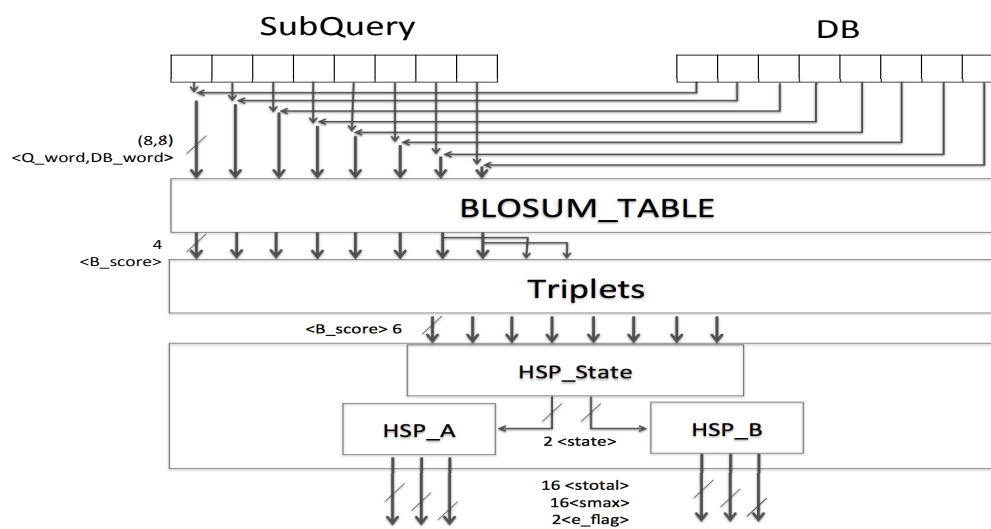 SubQuery
DB
(8,8)
<Q_word,DB_word>
BLOSUM_TABLE
4
<B_score>
Triplets
<B_score> 6
HSP_State
HSP_A
HSP_B
2 <state>
16 <stotal>
16<smax>
2<e_flag>